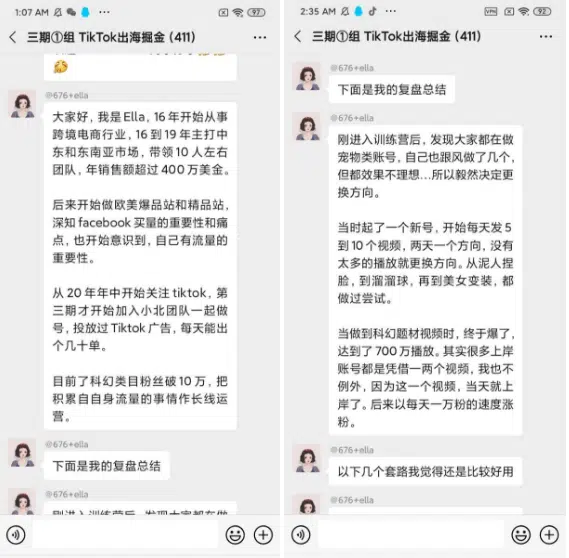 1:07 AM
97
三期①组 TikTok出海掘金 (411)
@676+ella
大家好，我是Ella，16年开始从事
跨境电商行业，16到19年主打中
东和东南亚市场，带领10人左右
团队，年销售额超过400万美金。
后来开始做欧美爆品站和精品站，
深知facebook买量的重要性和痛
点，也开始意识到，自己有流量的
重要性。
从20年年中开始关注tiktok，第
三期才开始加入小北团队一起做
号，投放过Tiktok广告，每天能出
个几十单。
目前了科幻类目粉丝破10万，把
积累自自身流量的事情作长线运
营。
@676+ella
下面是我的复盘总结
@676+ella
刚进入训练营后，发现大家都在做
2:35 AM
VPN
92
三期①组 TikTok出海掘金 (411)
@676+ella
下面是我的复盘总结
@676+ella
刚进入训练营后，发现大家都在做
宠物类账号，自己也跟风做了几个，
但都效果不理想...所以毅然决定更
换方向。
当时起了一个新号，开始每天发5
到10个视频，两天一个方向，没有
太多的播放就更换方向。从泥人捏
脸，到溜溜球，再到美女变装，都
做过尝试。
当做到科幻题材视频时，终于爆了，
达到了700万播放。其实很多上岸
账号都是凭借一两个视频，我也不
例外，因为这一个视频，当天就上
岸了。后来以每天一万粉的速度涨
粉。
@676+ella
以下几个套路我觉得还是比较好用
@676+ella